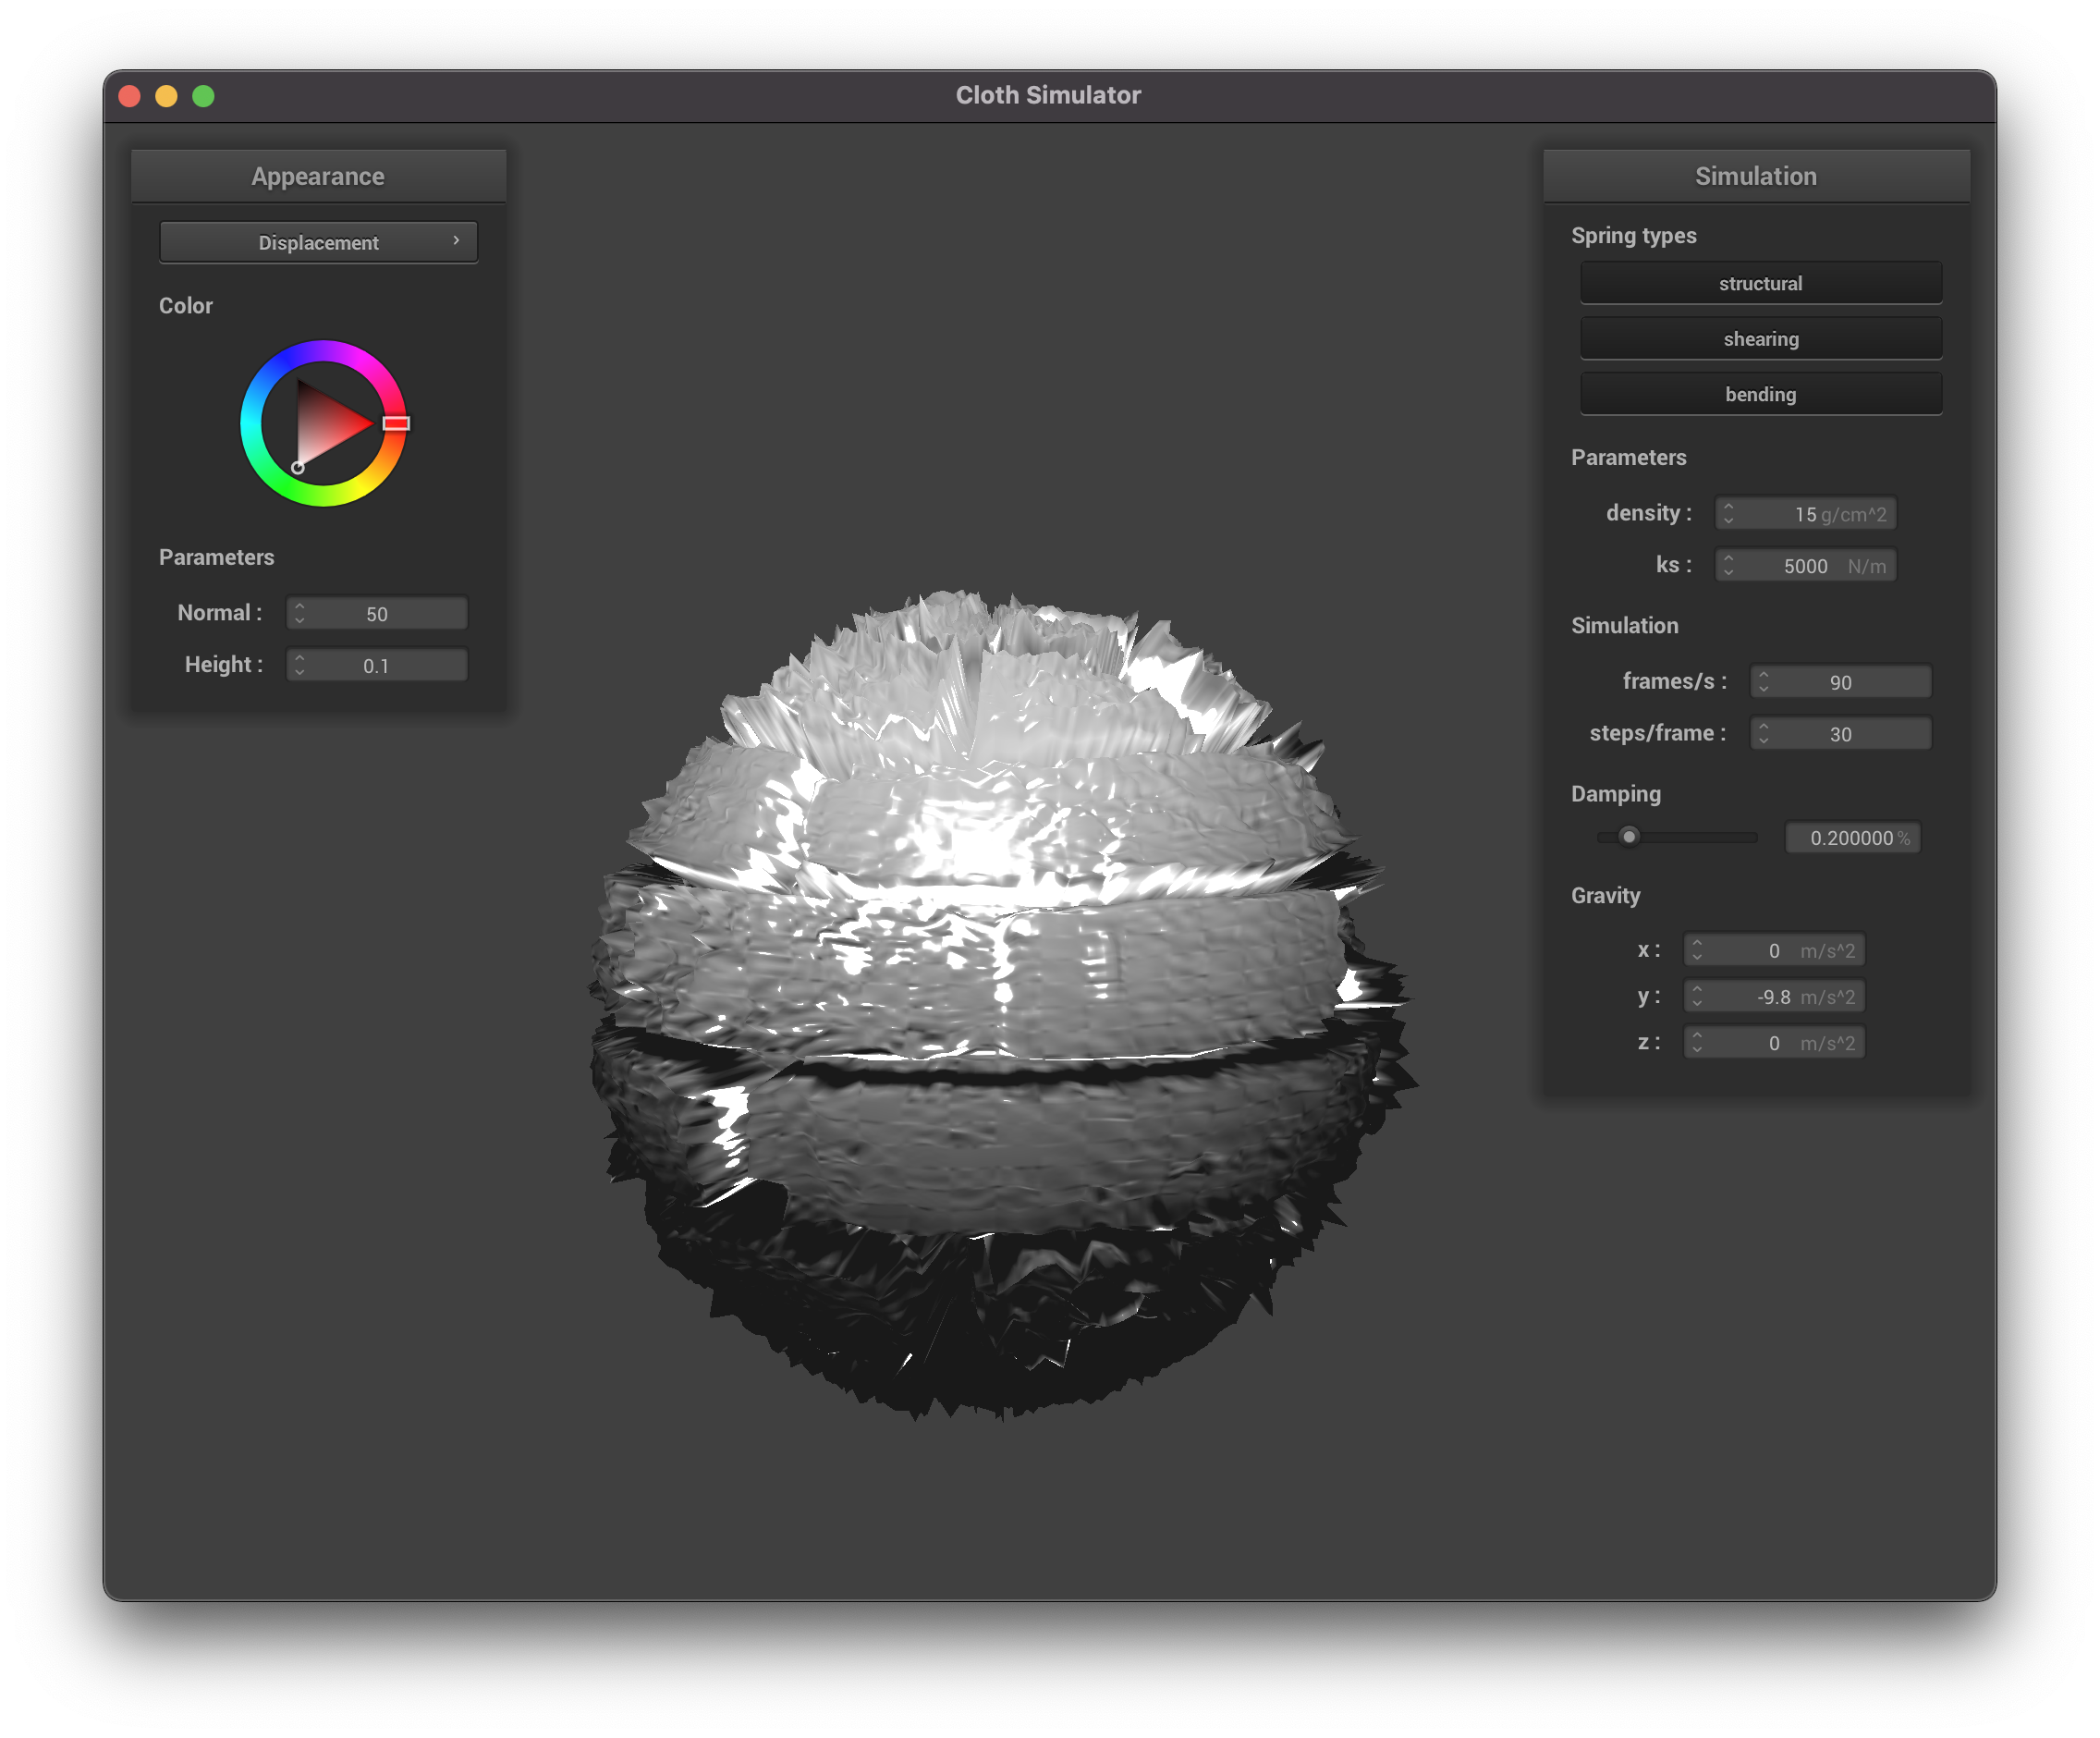 Cloth Simulator
Appearance
Displacement
Color
Parameters
Normal : 50
Height : 0.1
Simulation
Spring types
structural
shearing
bending
Parameters
density : 15 g/cm^2
ks : 5000 N/m
Simulation
frames/s : 90
steps/frame : 30
Damping
0.200000 %
Gravity
x : 0 m/s^2
y : -9.8 m/s^2
z : 0 m/s^2